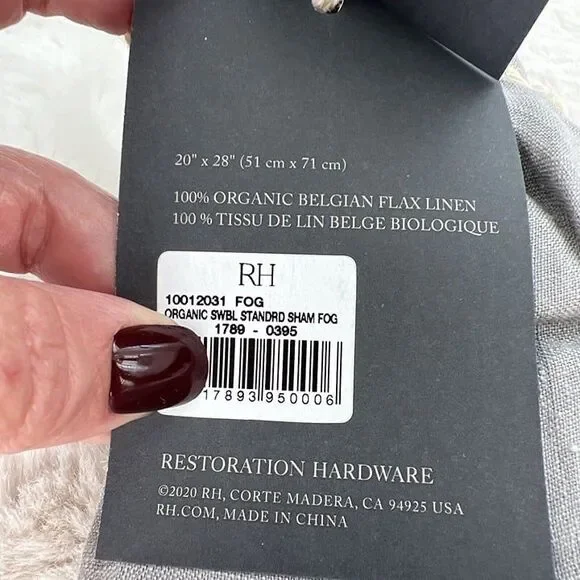 20" x 28" (51 cm x 71 cm)
100% ORGANIC BELGIAN FLAX LINEN
100 % TISSU DE LIN BELGE BIOLOGIQUE
RH
10012031 FOG
ORGANIC SWBL STANDRD SHAM FOG
1789 - 0395
17893 950006
RESTORATION HARDWARE
©2020 RH, CORTE MADERA, CA 94925 USA
RH.COM, MADE IN CHINA